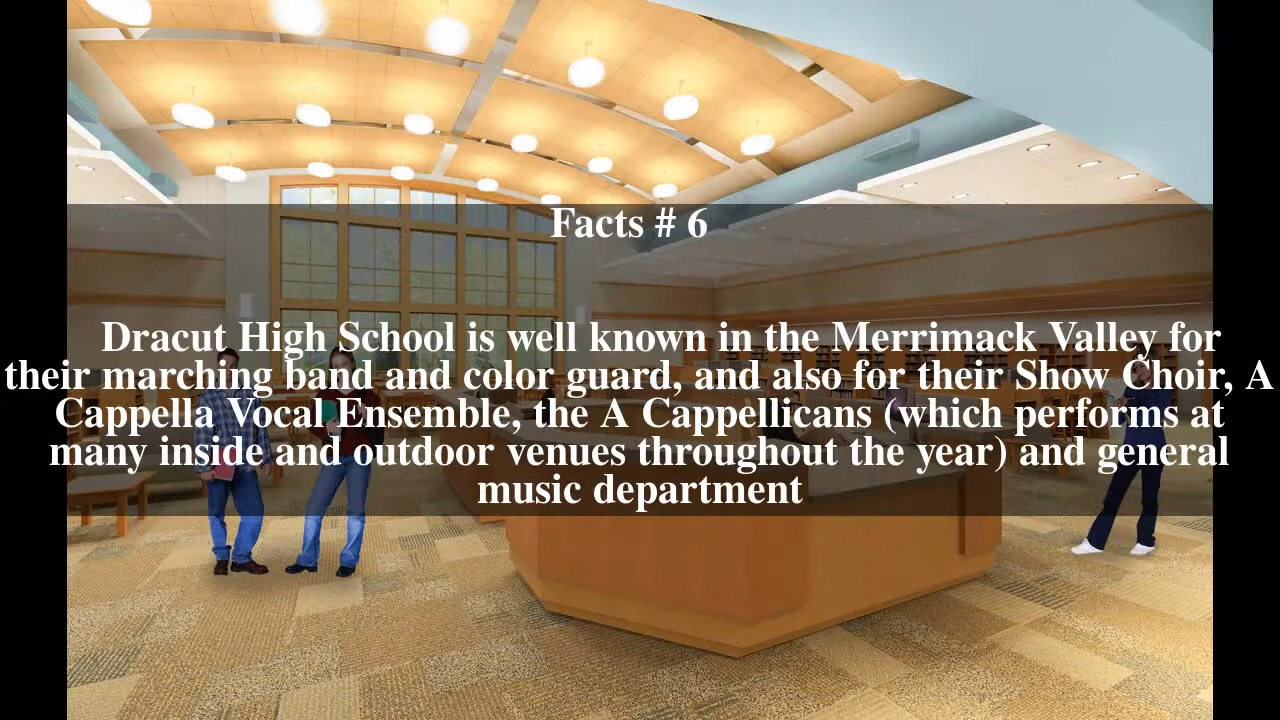 Facts # 6
Dracut High School is well known in the Merrimack Valley for
their marching band and color guard, and also for their Show Choir, A
Cappella Vocal Ensemble, the A Cappellicans (which performs at
many inside and outdoor venues throughout the year) and general
music department